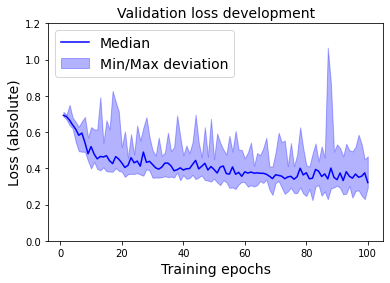 Validation loss development
Median
Min/Max deviation
Loss (absolute)
1.2
1.0
0.8
0.6
0.4
0.2
0.0
0
20
40
60
80
100
Training epochs